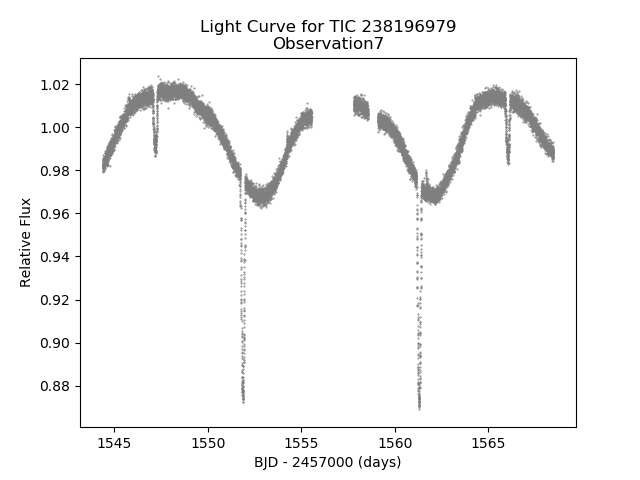 Light Curve for TIC 238196979
Observation7
1.02
1.00
0.98
0.96
0.94
0.92
0.90
0.88
Relative Flux
1545 1550 1555 1560 1565
BJD - 2457000 (days)